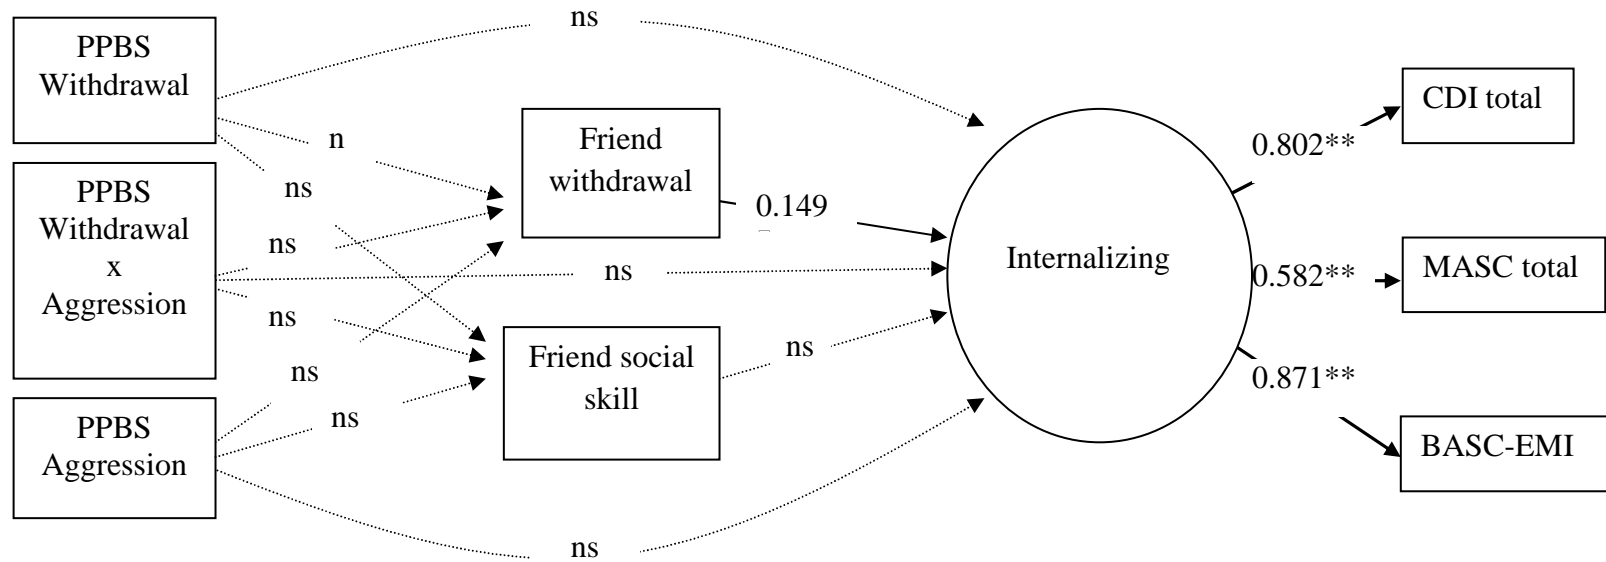 ns
PPBS
Withdrawal
CDI total
n
Friend
withdrawal
0.802**
ns
PPBS
Withdrawal
x
Aggression
0.149
ns
ns
Internalizing
MASC total
0.582**
ns
Friend social
skill
ns
ns
0.871**
ns
PPBS
Aggression
BASC-EMI
ns